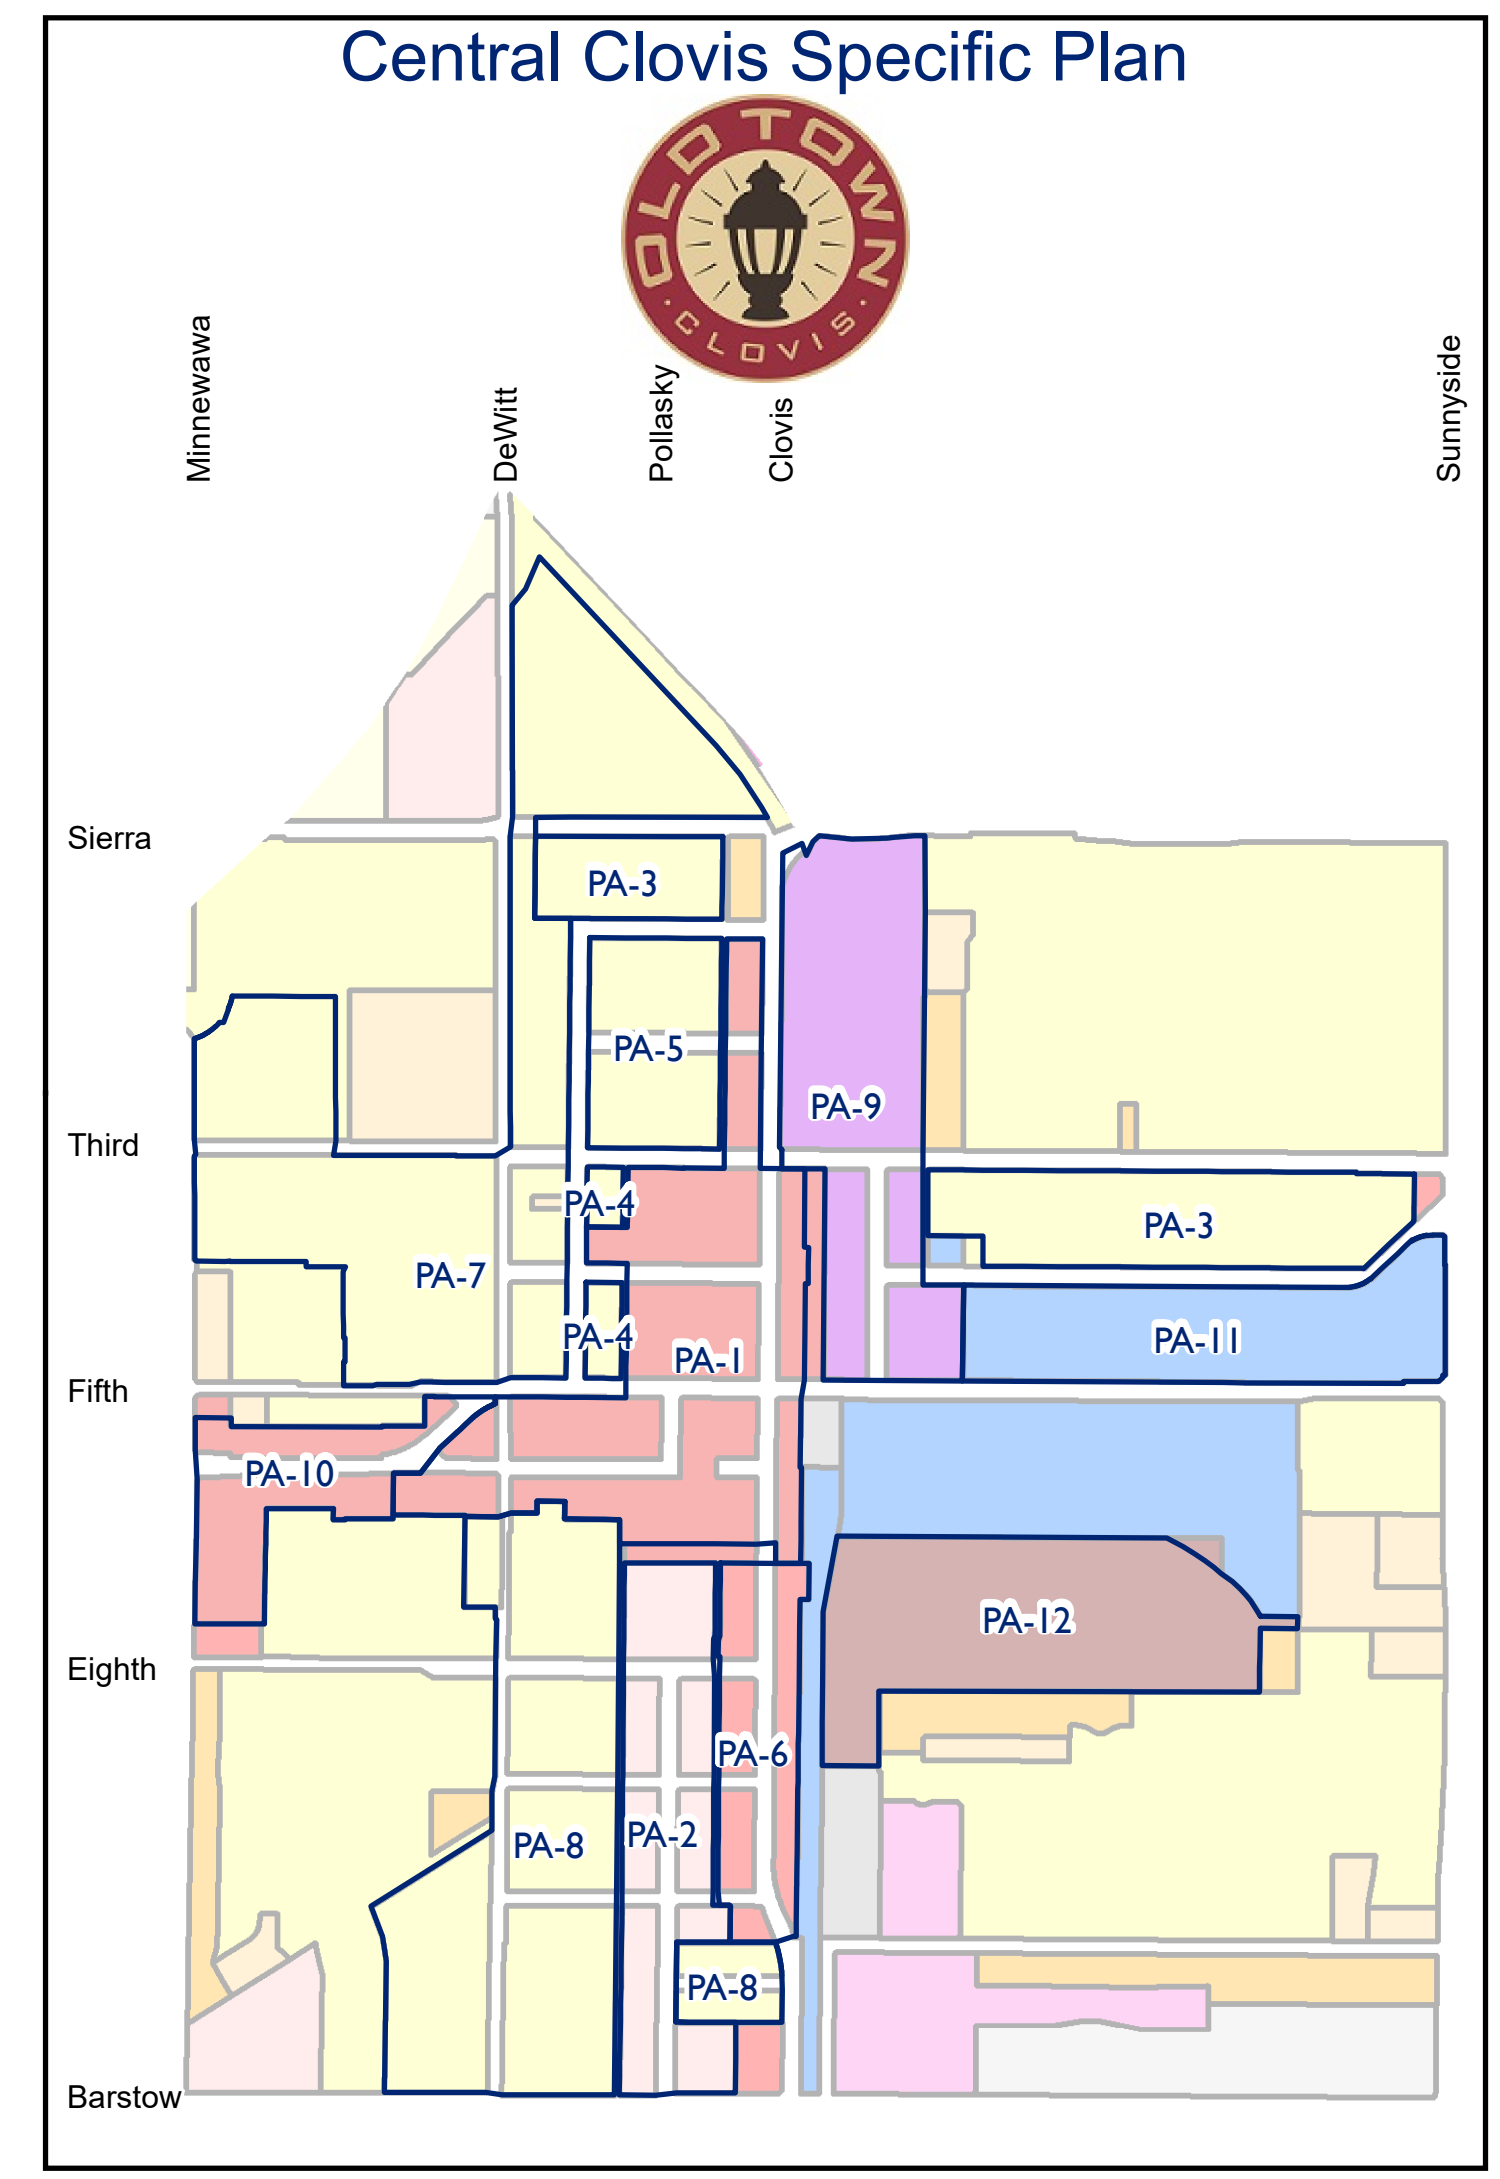 Central Clovis Specific Plan
OLD TOWN
CLOVIS
Minnewawa
DeWitt
Pollasky
Clovis
Sunnyside
Sierra
PA-3
PA-5
PA-9
Third
PA-4
PA-3
PA-7
PA-4
PA-11
PA-1
Fifth
PA-10
PA-12
Eighth
PA-6
PA-2
PA-8
PA-8
Barstow